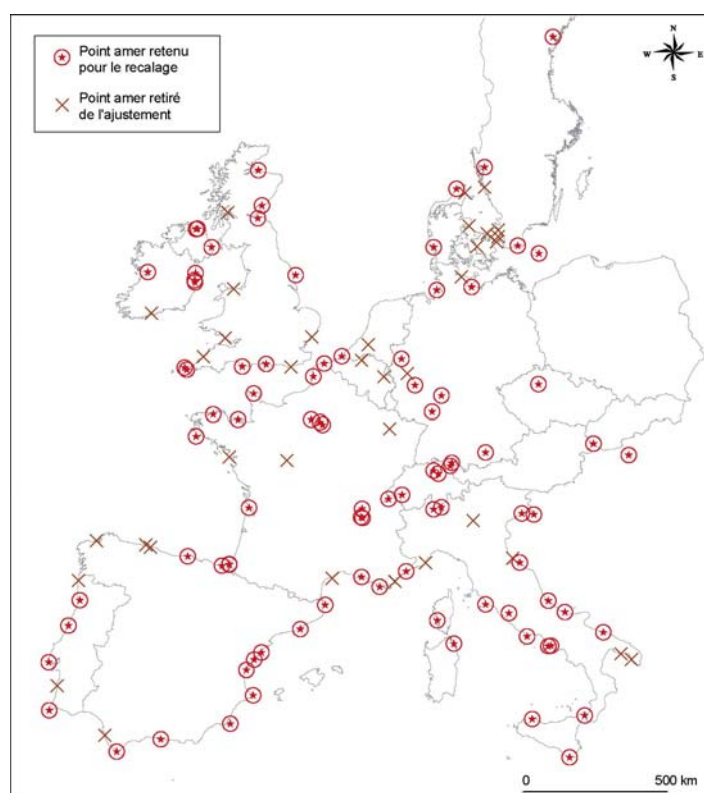 Point amer retenu
pour le recalage
Point amer retiré
de l'ajustement
N
W E
S
0 500 km